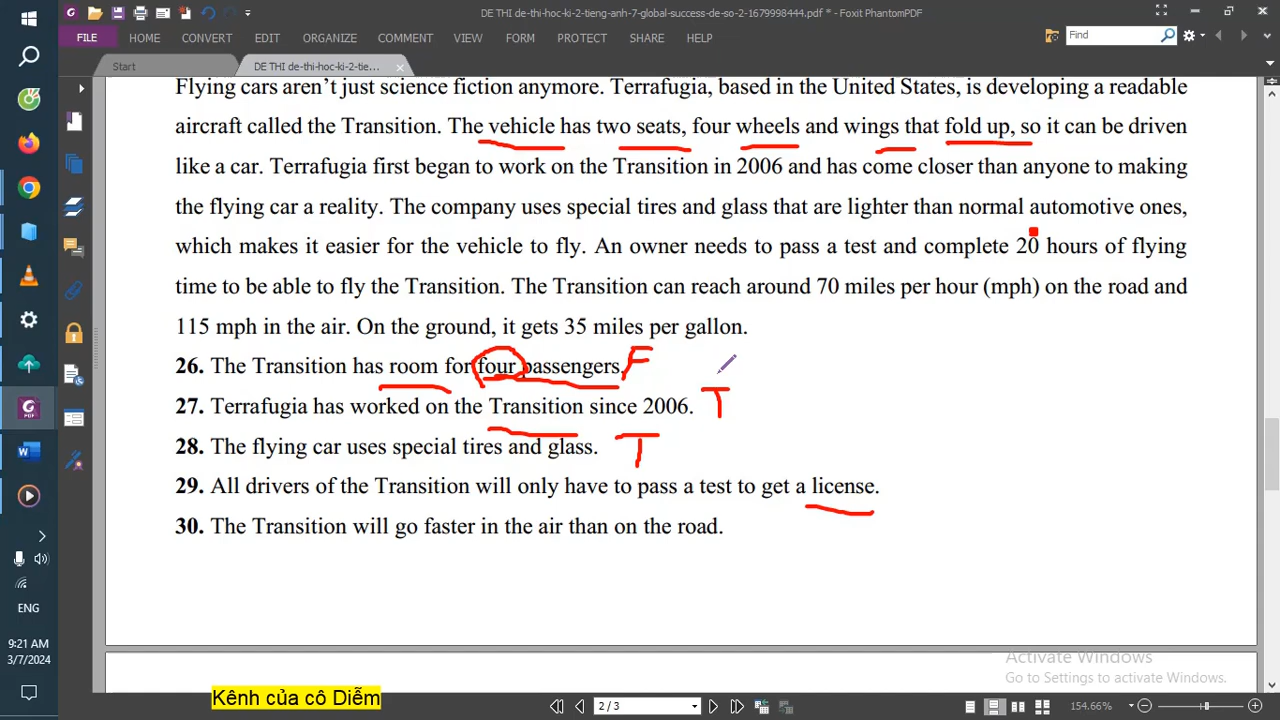 DE THI de-thi-hoc-ki-2-tieng-anh-7-global-success-de-so-2-1679998444.pdf * - Foxit PhantomPDF
FILE HOME CONVERT EDIT ORGANIZE COMMENT VIEW FORM PROTECT SHARE HELP Find
Start DE THI de-thi-hoc-ki-2-tie...
Flying cars aren't just science fiction anymore. Terrafugia, based in the United States, is developing a readable
aircraft called the Transition. The vehicle has two seats, four wheels and wings that fold up, so it can be driven
like a car. Terrafugia first began to work on the Transition in 2006 and has come closer than anyone to making
the flying car a reality. The company uses special tires and glass that are lighter than normal automotive ones,
which makes it easier for the vehicle to fly. An owner needs to pass a test and complete 20 hours of flying
time to be able to fly the Transition. The Transition can reach around 70 miles per hour (mph) on the road and
115 mph in the air. On the ground, it gets 35 miles per gallon.
26. The Transition has room for four passengers. F
27. Terrafugia has worked on the Transition since 2006. T
28. The flying car uses special tires and glass. T
29. All drivers of the Transition will only have to pass a test to get a license.
30. The Transition will go faster in the air than on the road.
ENG
9:21 AM
3/7/2024
Activate Windows
Go to Settings to activate Windows.
Kênh của cô Diễm
2 / 3
154.66%